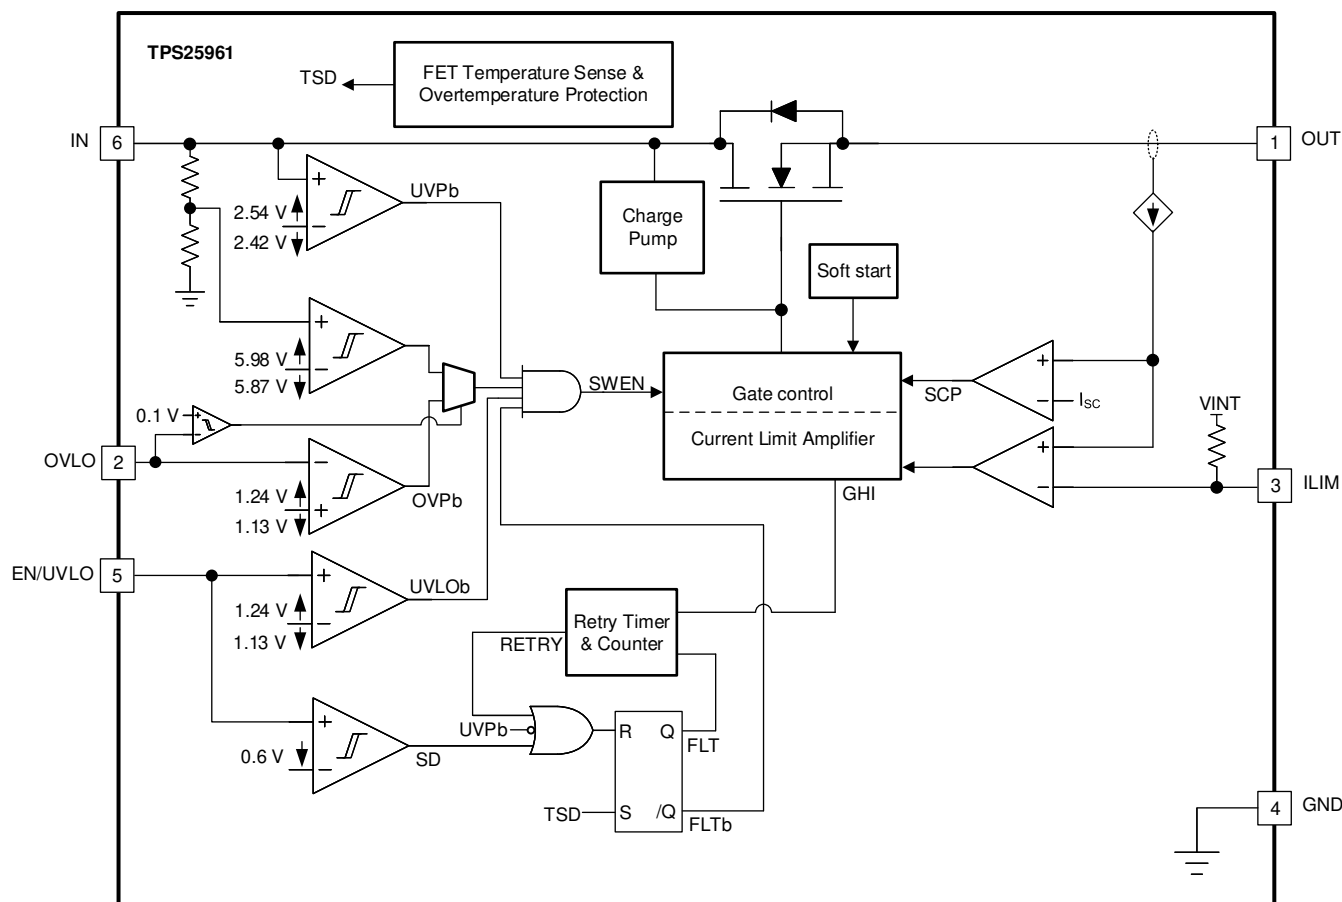 TPS25961
TSD
FET Temperature Sense &
Overtemperature Protection
IN
6
1
OUT
+
UVPb
2.54 V
−
2.42 V
Charge
Pump
Soft start
+
5.98 V
−
5.87 V
SWEN
Gate control
SCP
+
−
ISC
VINT
0.1 V
+
−
Current Limit Amplifier
OVLO
2
−
+
GHI
−
3
ILIM
1.24 V
+
OVPb
1.13 V
EN/UVLO
5
+
UVLOb
1.24 V
−
1.13 V
Retry Timer
& Counter
RETRY
+
UVPb
R
Q
FLT
0.6 V
−
SD
TSD
S
/Q
FLTb
4
GND